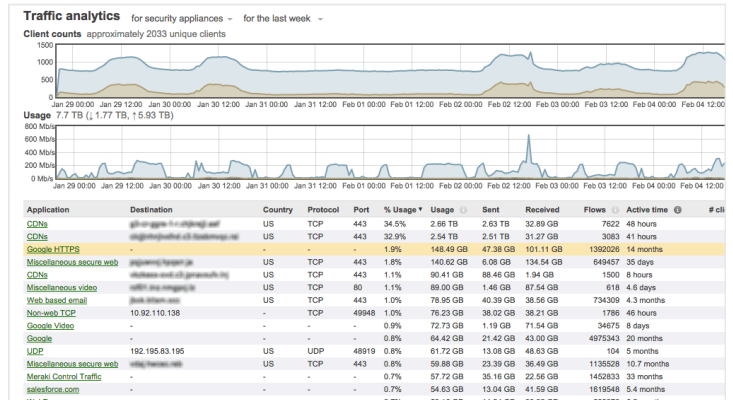 Traffic analytics for security appliances for the last week
Client counts approximately 2033 unique clients
1500
1000
500
0
Jan 29 00:00 Jan 29 12:00 Jan 30 00:00 Jan 30 12:00 Jan 31 00:00 Jan 31 12:00 Feb 01 00:00 Feb 01 12:00 Feb 02 00:00 Feb 02 12:00 Feb 03 00:00 Feb 03 12:00 Feb 04 00:00 Feb 04 12:00
Usage 7.7 TB (↓ 1.77 TB, ↑ 5.93 TB)
800 Mb/s
600 Mb/s
400 Mb/s
200 Mb/s
0 Mb/s
Jan 29 00:00 Jan 29 12:00 Jan 30 00:00 Jan 30 12:00 Jan 31 00:00 Jan 31 12:00 Feb 01 00:00 Feb 01 12:00 Feb 02 00:00 Feb 02 12:00 Feb 03 00:00 Feb 03 12:00 Feb 04 00:00 Feb 04 12:00
Application Destination Country Protocol Port % Usage ▼ Usage Sent Received Flows Active time # cli
CDNs US TCP 443 34.5% 2.66 TB 2.63 TB 32.89 GB 7622 48 hours
CDNs US TCP 443 32.9% 2.54 TB 2.51 TB 31.27 GB 3083 41 hours
Google HTTPS - - - - 1.9% 148.49 GB 47.38 GB 101.11 GB 1392026 14 months
Miscellaneous secure web US TCP 443 1.8% 140.62 GB 6.08 GB 134.54 GB 649457 35 days
CDNs US TCP 443 1.1% 90.41 GB 88.46 GB 1.94 GB 1500 8 hours
Miscellaneous video US TCP 80 1.1% 89.00 GB 1.46 GB 87.54 GB 618 4.6 days
Web based email US TCP 443 1.0% 78.95 GB 40.39 GB 38.56 GB 734309 4.3 months
Non-web TCP 10.92.110.138 - TCP 49948 1.0% 76.23 GB 38.02 GB 38.21 GB 1786 46 hours
Google Video - - - - 0.9% 72.73 GB 1.19 GB 71.54 GB 34675 8 days
Google - - - - 0.8% 64.42 GB 21.42 GB 43.00 GB 4975343 20 months
UDP 192.195.83.195 US UDP 48919 0.8% 61.72 GB 13.08 GB 48.63 GB 104 5 months
Miscellaneous secure web US TCP 443 0.8% 59.88 GB 23.39 GB 36.49 GB 1135528 10.7 months
Meraki Control Traffic - - - - 0.7% 57.72 GB 35.16 GB 22.56 GB 1452833 33 months
salesforce.com - - - - 0.7% 54.63 GB 13.04 GB 41.59 GB 1619548 5.4 months